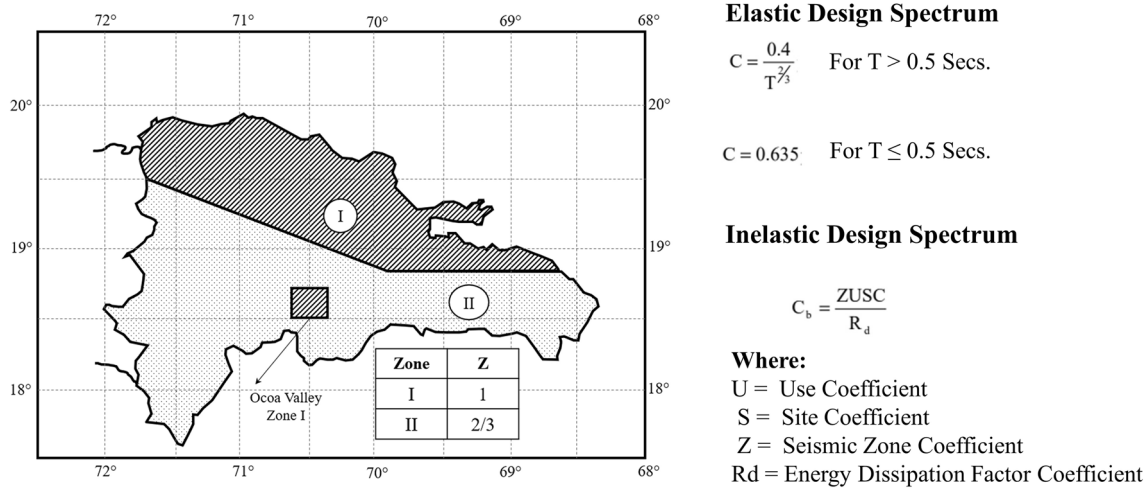 72° 71° 70° 69° 68°
20° 20°
19° 19°
18° 18°
72° 71° 70° 69° 68°
I
II
Ocoa Valley
Zone I
Zone Z
I 1
II 2/3
Elastic Design Spectrum
C = 0.4 / T^2/3 For T > 0.5 Secs.
C = 0.635 For T ≤ 0.5 Secs.
Inelastic Design Spectrum
C_b = ZUSC / R_d
Where:
U = Use Coefficient
S = Site Coefficient
Z = Seismic Zone Coefficient
Rd = Energy Dissipation Factor Coefficient